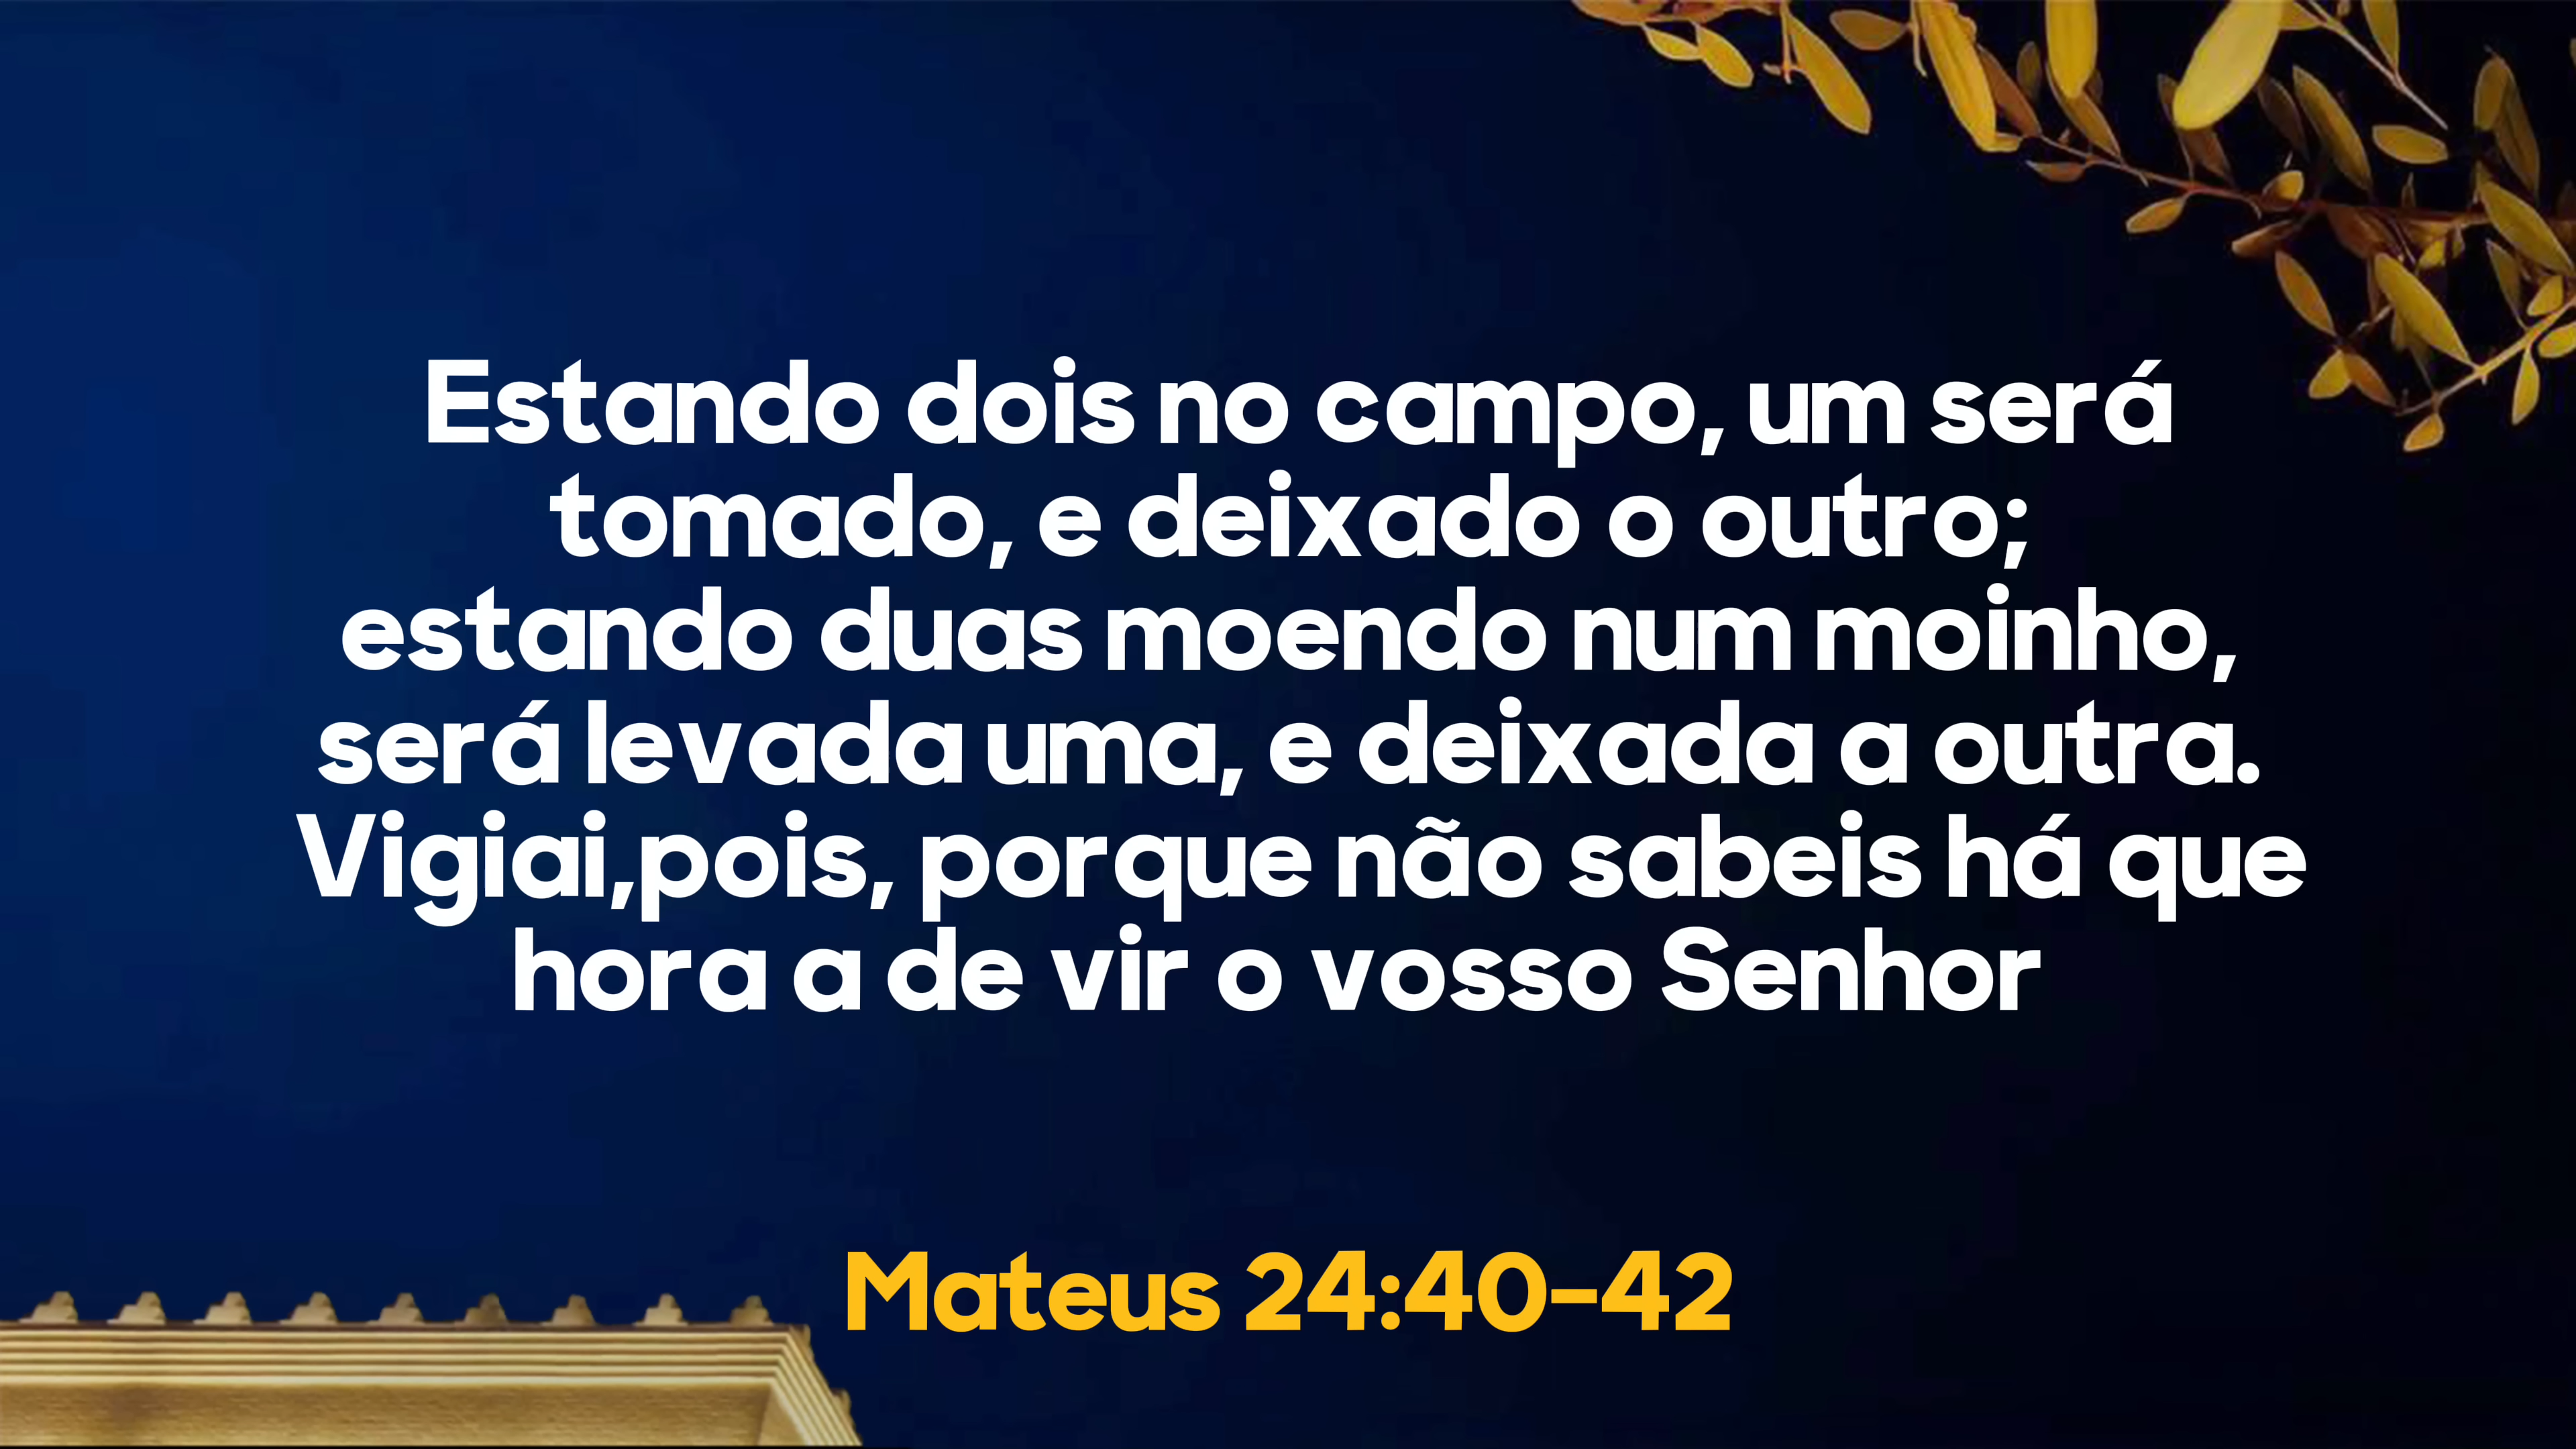 Estando dois no campo, um será
tomado, e deixado o outro;
estando duas moendo num moinho,
será levada uma, e deixada a outra.
Vigiai,pois, porque não sabeis há que
hora a de vir o vosso Senhor
Mateus 24:40–42